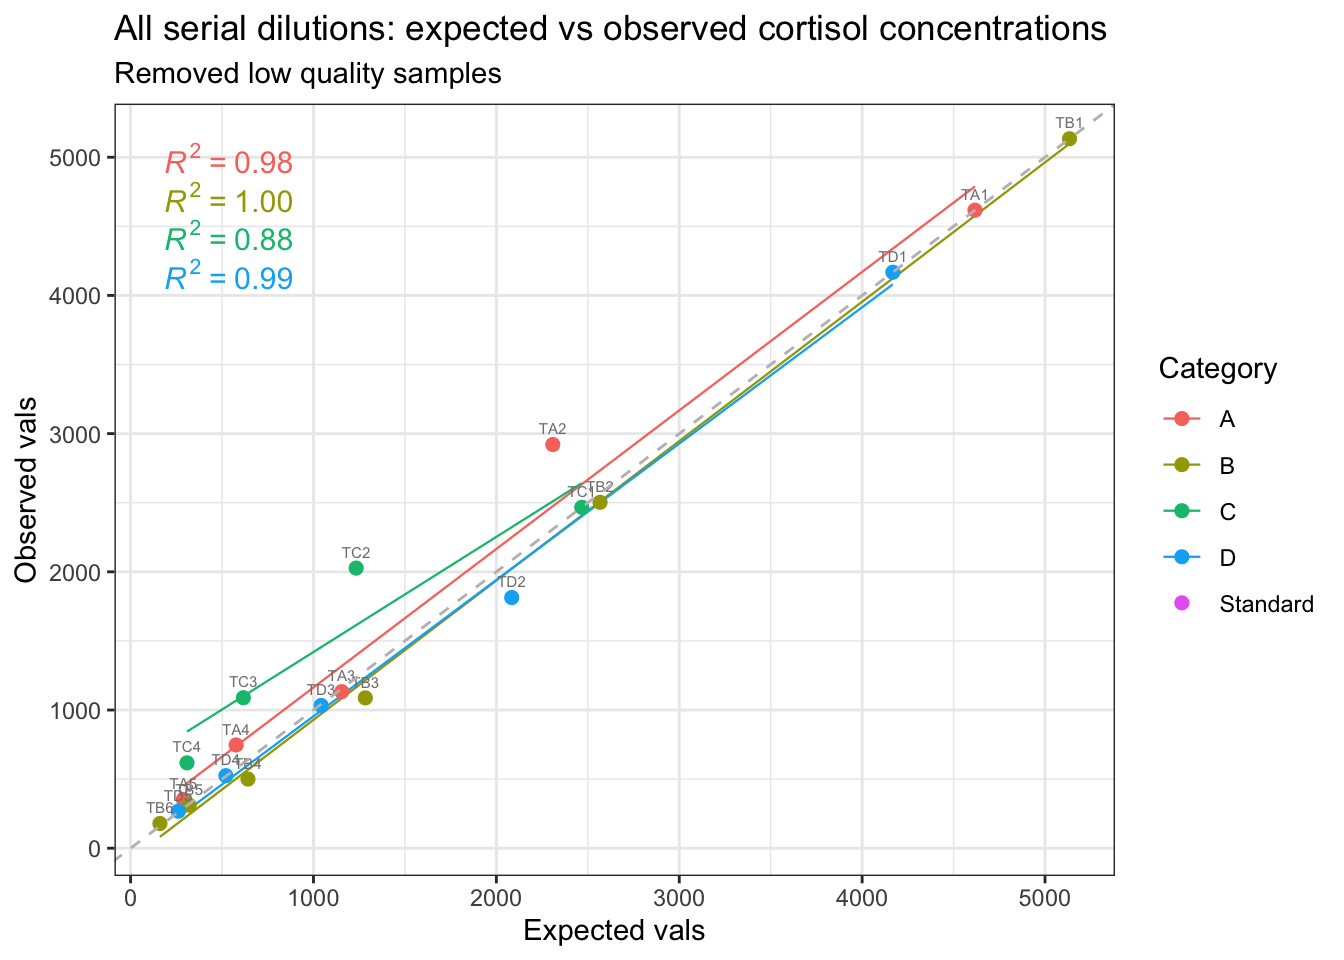 All serial dilutions: expected vs observed cortisol concentrations
Removed low quality samples
R² = 0.98
R² = 1.00
R² = 0.88
R² = 0.99
5000
4000
3000
2000
1000
0
TB1
TA1
TD1
TA2
TC1
TB2
TC2
TD2
TC3
TA3
TB3
TD3
TA4
TC4
TD4
TB4
TB6
0
1000
2000
3000
4000
5000
Expected vals
Observed vals
Category
A
B
C
D
Standard